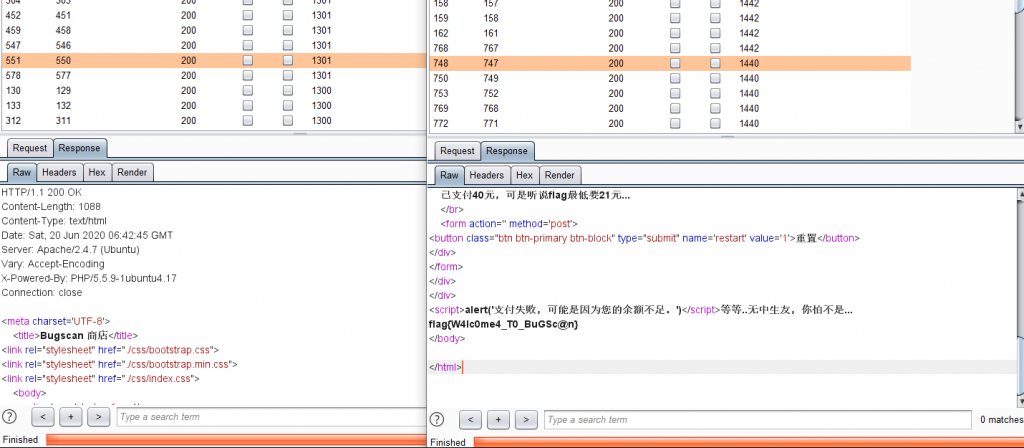 304 303 200 1301
452 451 200 1301
459 458 200 1301
547 546 200 1301
551 550 200 1301
578 577 200 1301
130 129 200 1300
133 132 200 1300
312 311 200 1300
Request Response
Raw Headers Hex Render
HTTP/1.1 200 OK
Content-Length: 1088
Content-Type: text/html
Date: Sat, 20 Jun 2020 06:42:45 GMT
Server: Apache/2.4.7 (Ubuntu)
Vary: Accept-Encoding
X-Powered-By: PHP/5.5.9-1ubuntu4.17
Connection: close
<meta charset='UTF-8'>
<title>Bugscan 商店</title>
<link rel="stylesheet" href="./css/bootstrap.css">
<link rel="stylesheet" href="./css/bootstrap.min.css">
<link rel="stylesheet" href="./css/index.css">
<body>
? < + > Type a search term
Finished
158 157 200 1442
159 158 200 1442
162 161 200 1442
768 767 200 1442
748 747 200 1440
750 749 200 1440
753 752 200 1440
769 768 200 1440
772 771 200 1440
Request Response
Raw Headers Hex Render
已支付40元，可是听说flag最低要21元...
</br>
<form action='' method='post'>
<button class="btn btn-primary btn-block" type="submit" name='restart' value='1'>重置</button>
</div>
</form>
</div>
</div>
<script>alert('支付失败，可能是因为您的余额不足。')</script>等等..无中生友，你怕不是...
flag{W4lc0me4_T0_BuGSc@n}
</body>
</html>
? < + > Type a search term 0 matches
Finished